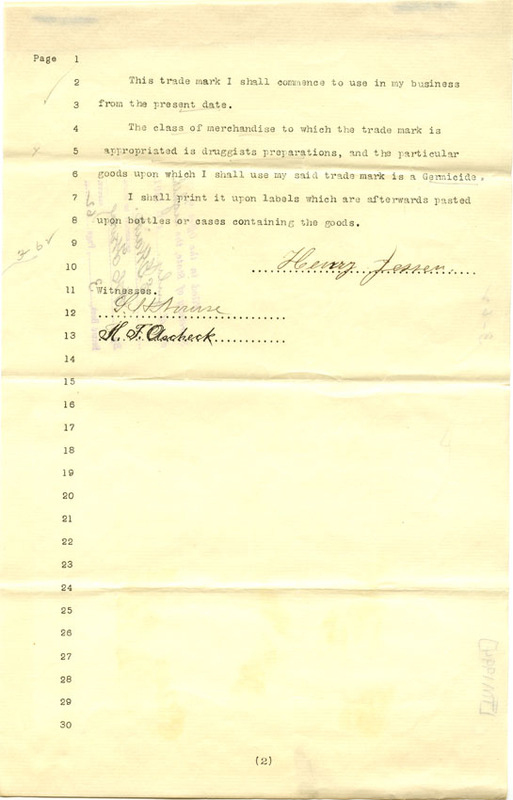 Page 1
2 This trade mark I shall commence to use in my business
3 from the present date.
4 The class of merchandise to which the trade mark is
5 appropriated is druggists preparations, and the particular
6 goods upon which I shall use my said trade mark is a Germicide.
7 I shall print it upon labels which are afterwards pasted
8 upon bottles or cases containing the goods.
9
10 Henry Jessen
11 Witnesses.
12
13 H. F. Ascheck
14
15
16
17
18
19
20
21
22
23
24
25
26
27
28
29
30
(2)